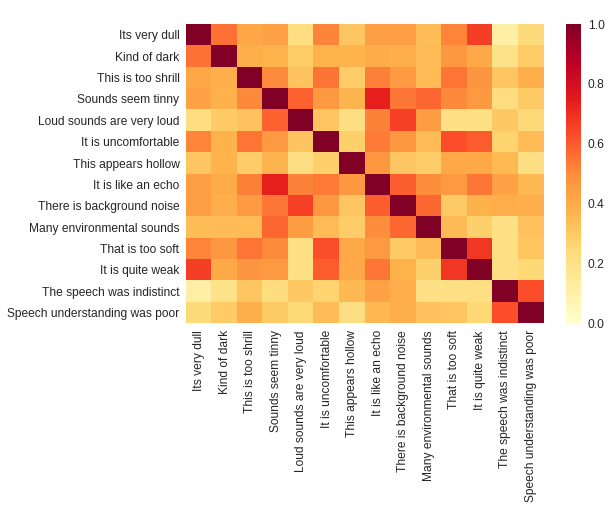 Its very dull
Kind of dark
This is too shrill
Sounds seem tinny
Loud sounds are very loud
It is uncomfortable
This appears hollow
It is like an echo
There is background noise
Many environmental sounds
That is too soft
It is quite weak
The speech was indistinct
Speech understanding was poor
1.0
0.8
0.6
0.4
0.2
0.0
Its very dull
Kind of dark
This is too shrill
Sounds seem tinny
Loud sounds are very loud
It is uncomfortable
This appears hollow
It is like an echo
There is background noise
Many environmental sounds
That is too soft
It is quite weak
The speech was indistinct
Speech understanding was poor